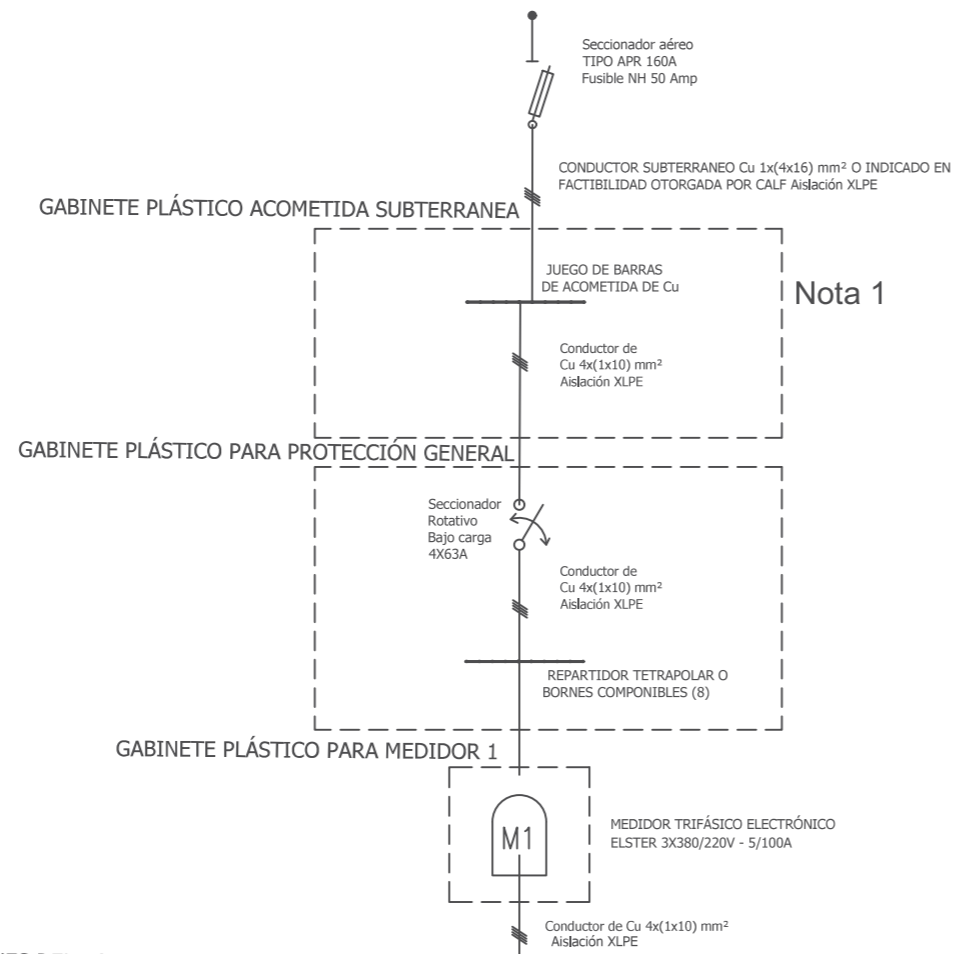 Seccionador aéreo
TIPO APR 160A
Fusible NH 50 Amp
CONDUCTOR SUBTERRANEO Cu 1x(4x16) mm² O INDICADO EN
FACTIBILIDAD OTORGADA POR CALF Aislación XLPE
GABINETE PLÁSTICO ACOMETIDA SUBTERRANEA
JUEGO DE BARRAS
DE ACOMETIDA DE Cu
Nota 1
Conductor de
Cu 4x(1x10) mm²
Aislación XLPE
GABINETE PLÁSTICO PARA PROTECCIÓN GENERAL
Seccionador
Rotativo
Bajo carga
4X63A
Conductor de
Cu 4x(1x10) mm²
Aislación XLPE
REPARTIDOR TETRAPOLAR O
BORNES COMPONIBLES (8)
GABINETE PLÁSTICO PARA MEDIDOR 1
M1
MEDIDOR TRIFÁSICO ELECTRÓNICO
ELSTER 3X380/220V - 5/100A
Conductor de Cu 4x(1x10) mm²
Aislación XLPE